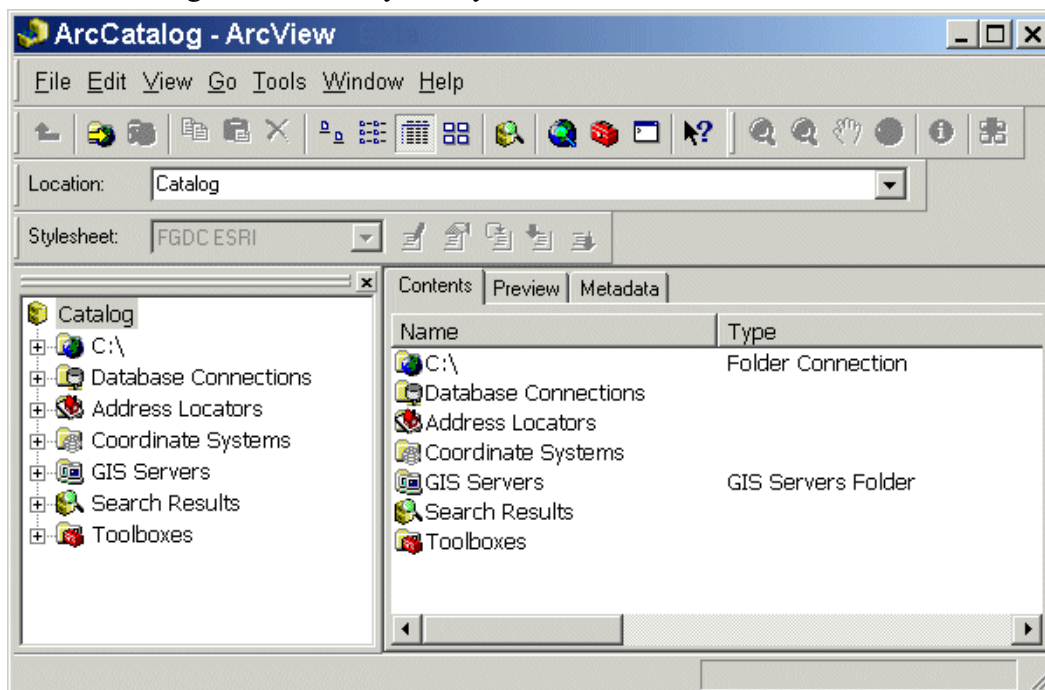 ArcCatalog - ArcView
File Edit View Go Tools Window Help
Location: Catalog
Stylesheet: FGDC ESRI
Catalog
C:\
Database Connections
Address Locators
Coordinate Systems
GIS Servers
Search Results
Toolboxes
Contents Preview Metadata
Name Type
C:\ Folder Connection
Database Connections
Address Locators
Coordinate Systems
GIS Servers GIS Servers Folder
Search Results
Toolboxes